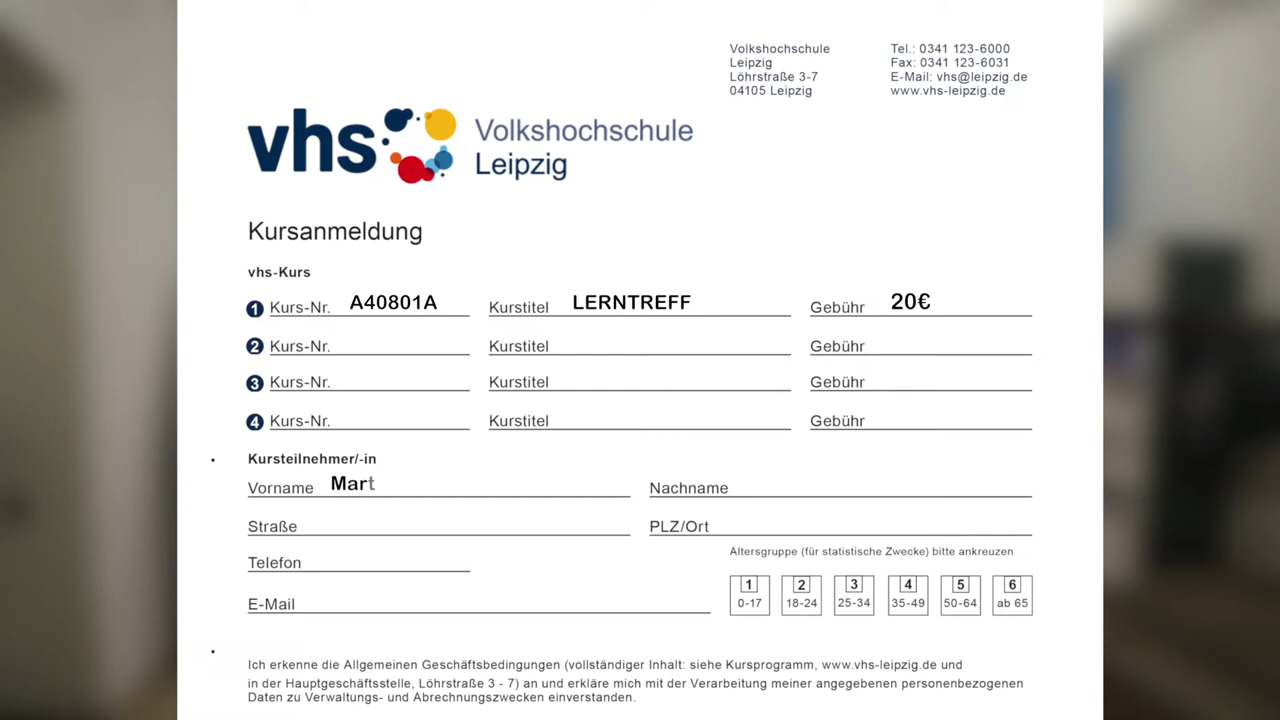 Volkshochschule
Leipzig
Löhrstraße 3-7
04105 Leipzig
Tel.: 0341 123-6000
Fax: 0341 123-6031
E-Mail: vhs@leipzig.de
www.vhs-leipzig.de
vhs Volkshochschule
Leipzig
Kursanmeldung
vhs-Kurs
1 Kurs-Nr. A40801A Kurstitel LERNTREFF Gebühr 20€
2 Kurs-Nr. Kurstitel Gebühr
3 Kurs-Nr. Kurstitel Gebühr
4 Kurs-Nr. Kurstitel Gebühr
Kursteilnehmer/-in
Vorname Mart Nachname
Straße PLZ/Ort
Telefon
E-Mail
Altersgruppe (für statistische Zwecke) bitte ankreuzen
1 2 3 4 5 6
0-17 18-24 25-34 35-49 50-64 ab 65
Ich erkenne die Allgemeinen Geschäftsbedingungen (vollständiger Inhalt: siehe Kursprogramm, www.vhs-leipzig.de und
in der Hauptgeschäftsstelle, Löhrstraße 3 - 7) an und erkläre mich mit der Verarbeitung meiner angegebenen personenbezogenen
Daten zu Verwaltungs- und Abrechnungszwecken einverstanden.